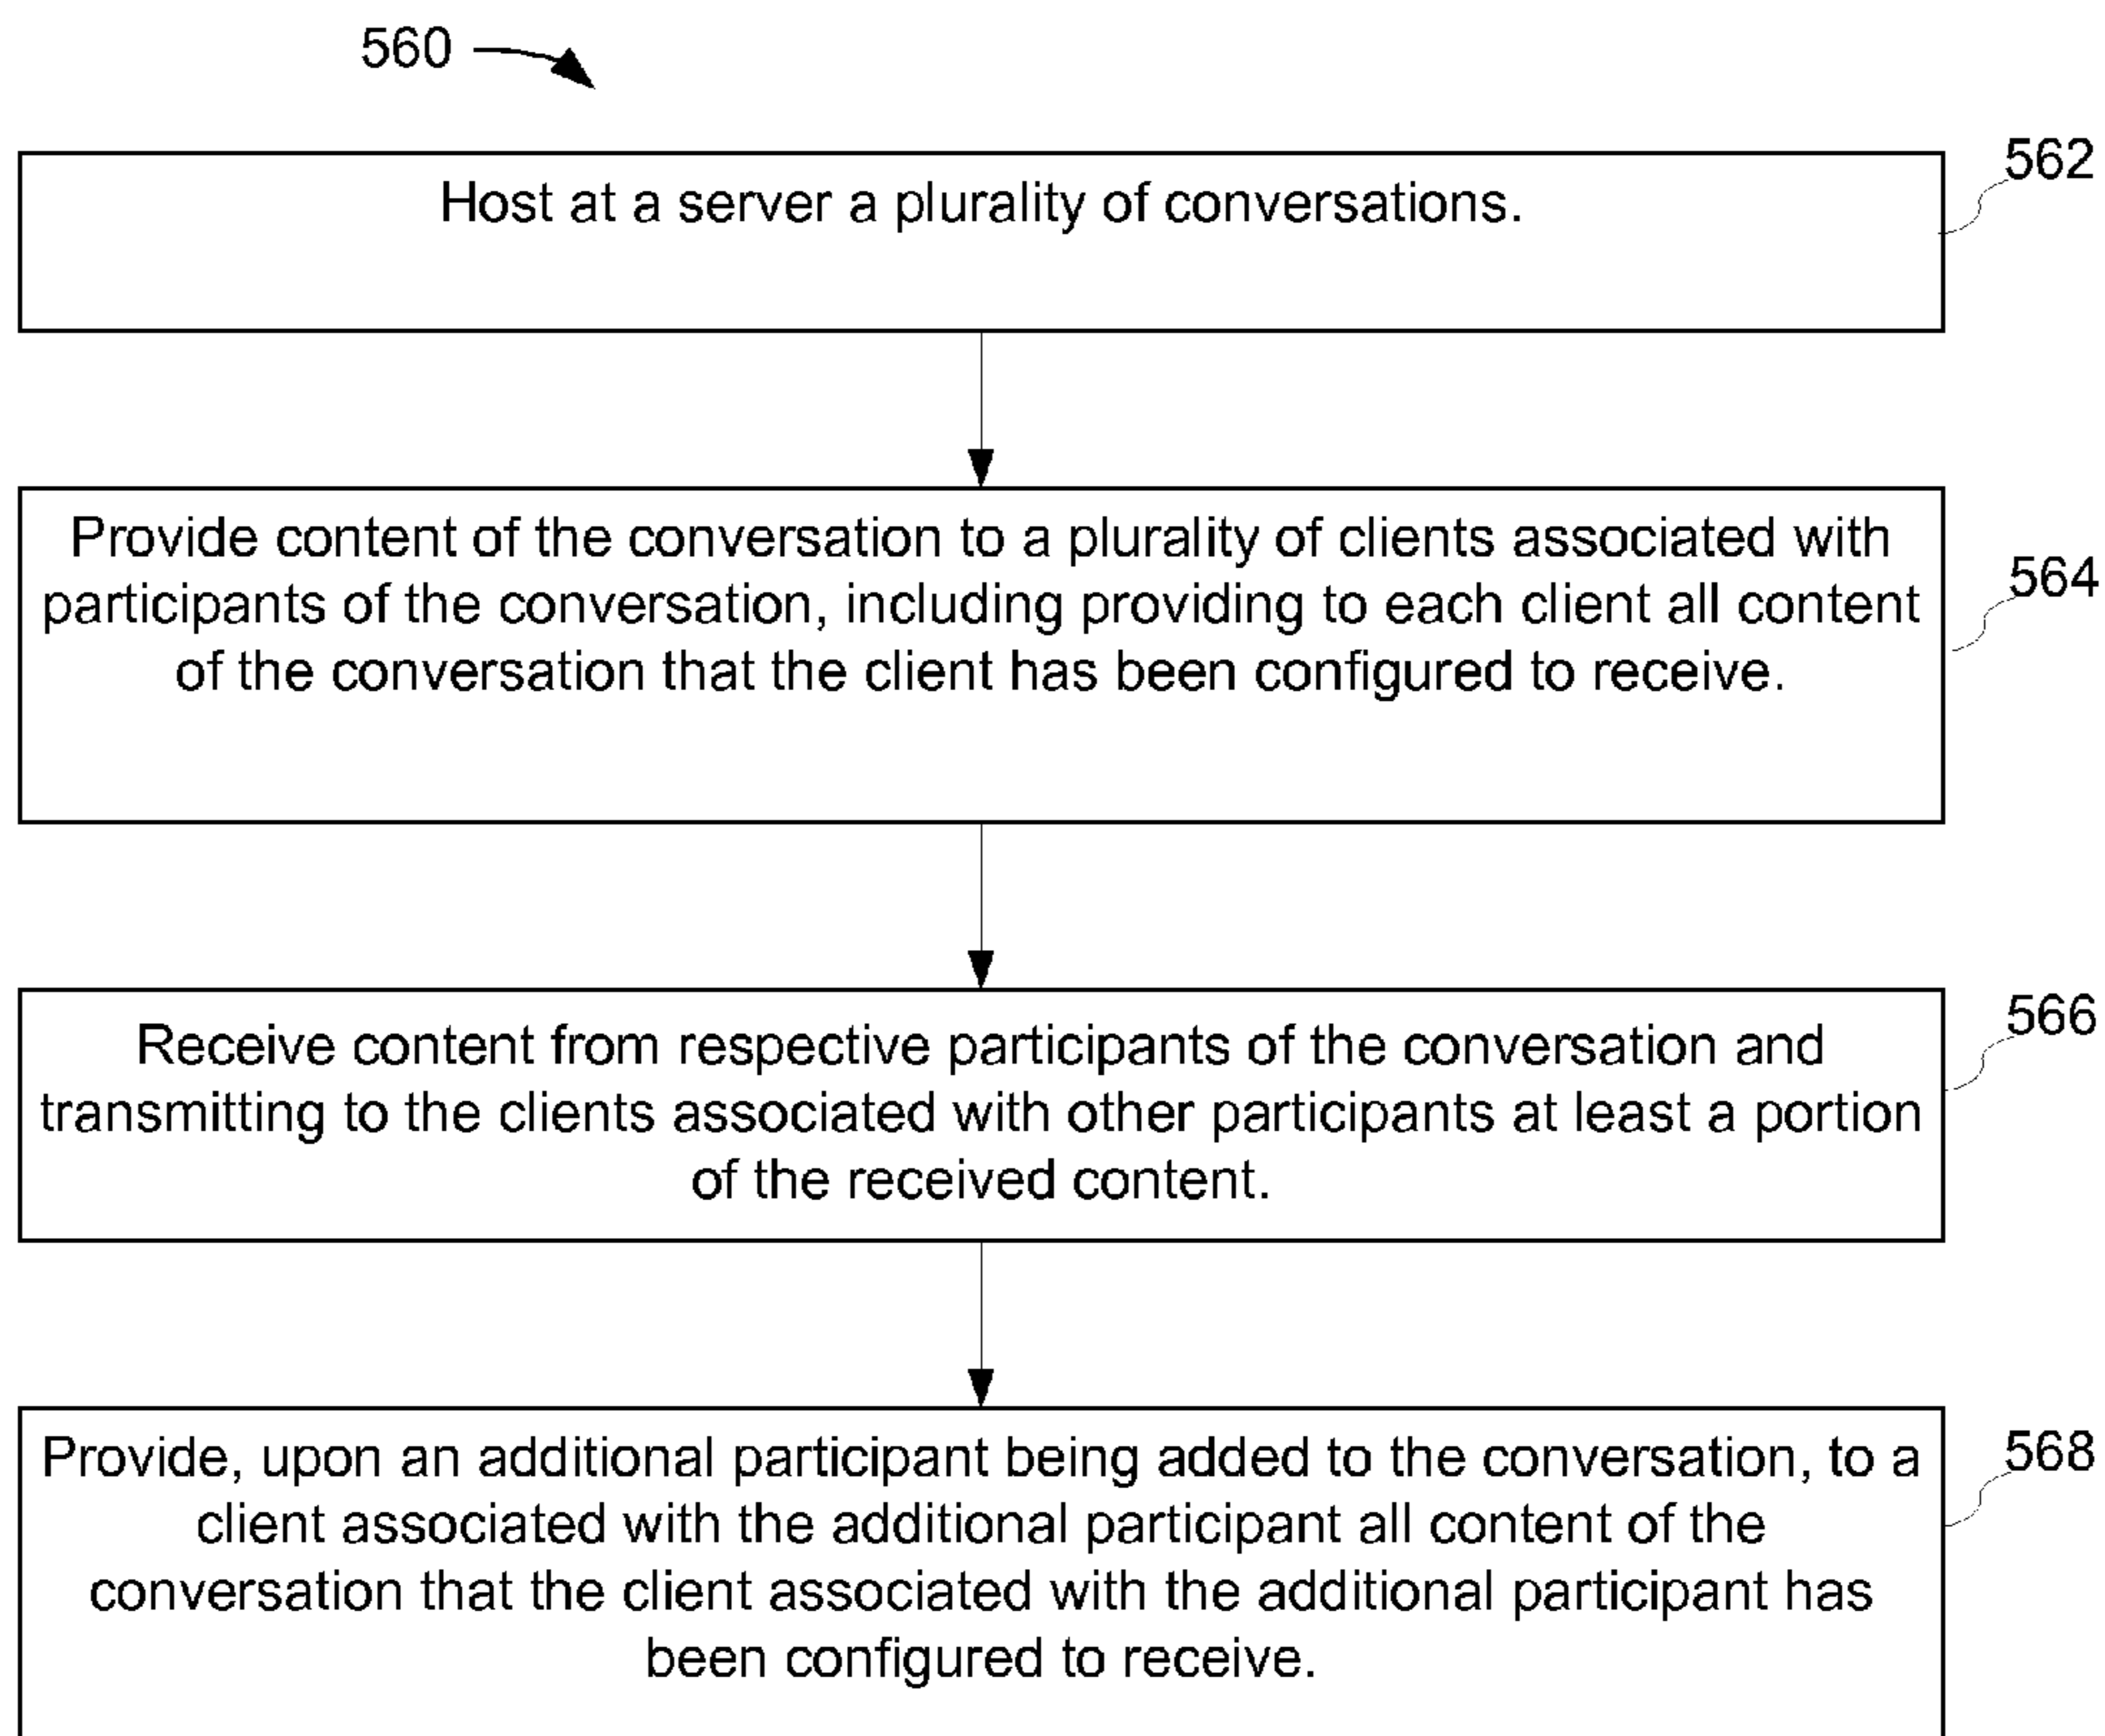 560
562
Host at a server a plurality of conversations.
564
Provide content of the conversation to a plurality of clients associated with
participants of the conversation, including providing to each client all content
of the conversation that the client has been configured to receive.
566
Receive content from respective participants of the conversation and
transmitting to the clients associated with other participants at least a portion
of the received content.
568
Provide, upon an additional participant being added to the conversation, to a
client associated with the additional participant all content of the
conversation that the client associated with the additional participant has
been configured to receive.